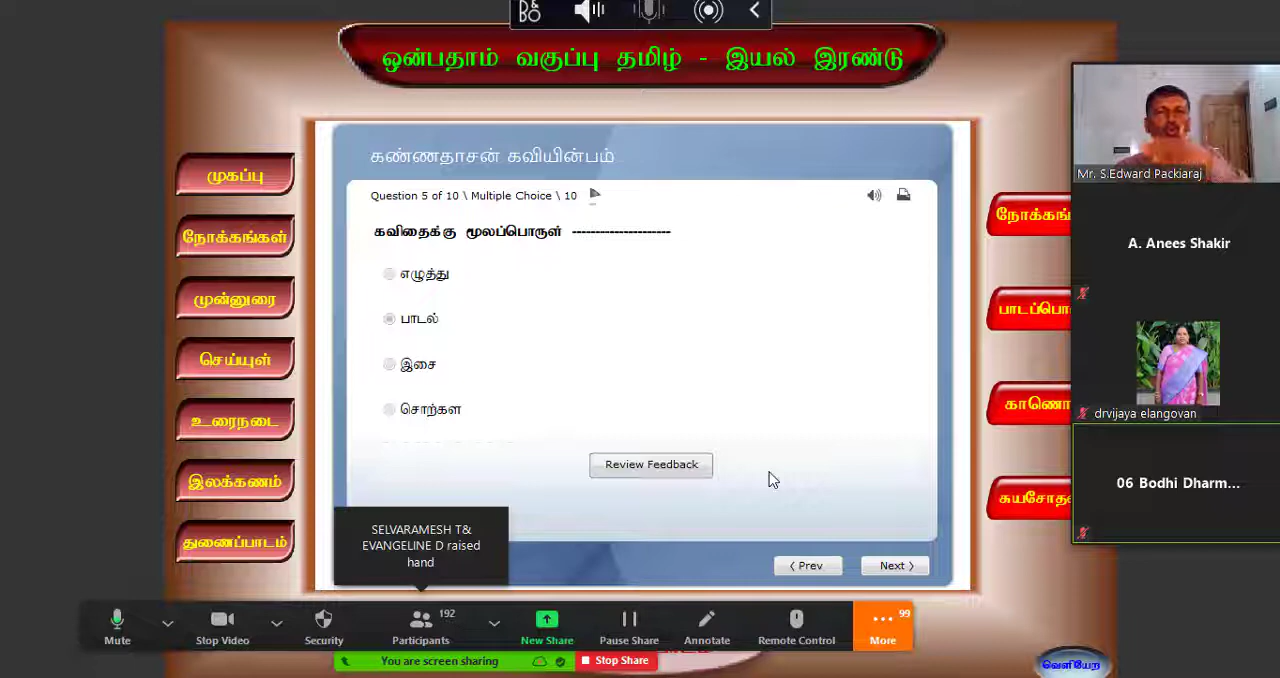 ஒன்பதாம் வகுப்பு தமிழ் - இயல் இரண்டு
முகப்பு
நோக்கங்கள்
முன்னுரை
செய்யுள்
உரைநடை
இலக்கணம்
துணைப்பாடம்
கண்ணதாசன் கவியின்பம்
Question 5 of 10 \ Multiple Choice \ 10
கவிதைக்கு மூலப்பொருள் ---------------------
எழுத்து
பாடல்
இசை
சொற்கள
Review Feedback
SELVARAMESH T&
EVANGELINE D raised
hand
Prev
Next
நோக்கங்
பாடப்பொ
காணொ
சுயசோத
Mr. S.Edward Packiaraj
A. Anees Shakir
drvijaya elangovan
06 Bodhi Dharm...
Mute
Stop Video
Security
192
Participants
New Share
Pause Share
Annotate
Remote Control
99
More
You are screen sharing
Stop Share
வெளியேற